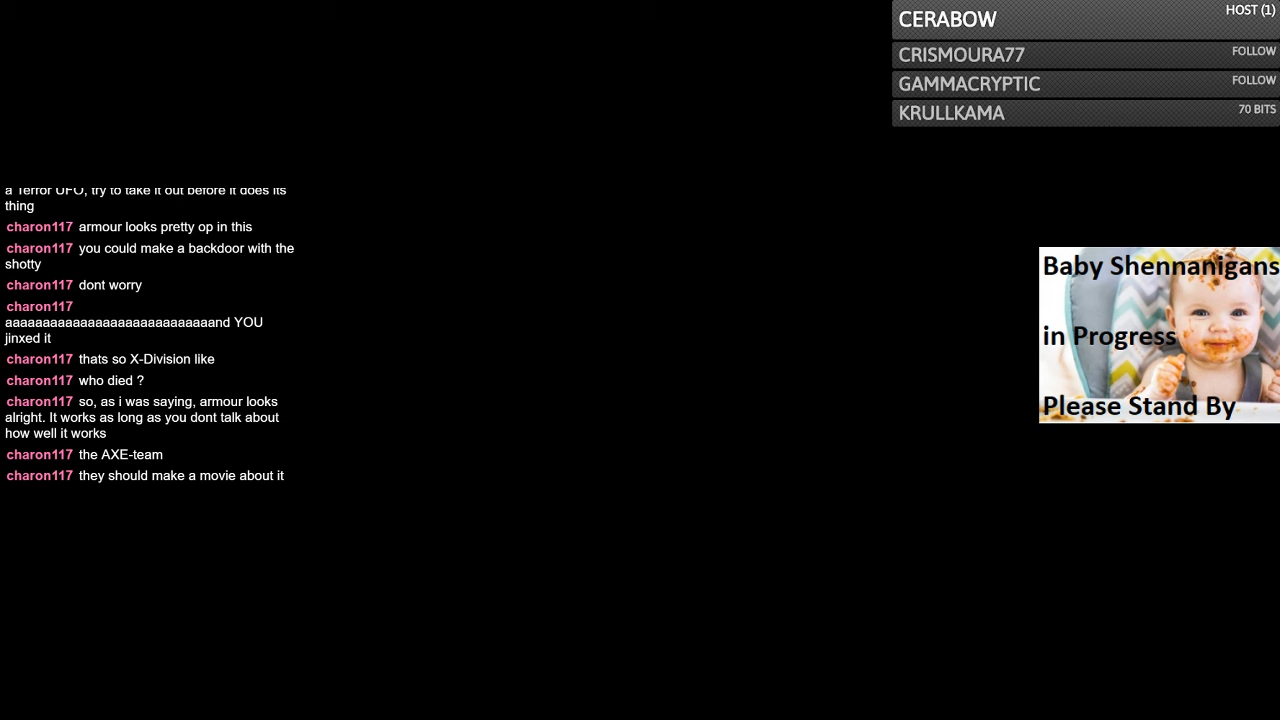 CERABOW HOST (1)
CRISMOURA77 FOLLOW
GAMMACRYPTIC FOLLOW
KRULLKAMA 70 BITS
a Terror UFO, try to take it out before it does its
thing
charon117 armour looks pretty op in this
charon117 you could make a backdoor with the
shotty
charon117 dont worry
charon117
aaaaaaaaaaaaaaaaaaaaaaaaaaaand YOU
jinxed it
charon117 thats so X-Division like
charon117 who died ?
charon117 so, as i was saying, armour looks
alright. It works as long as you dont talk about
how well it works
charon117 the AXE-team
charon117 they should make a movie about it
Baby Shennanigans
in Progress
Please Stand By